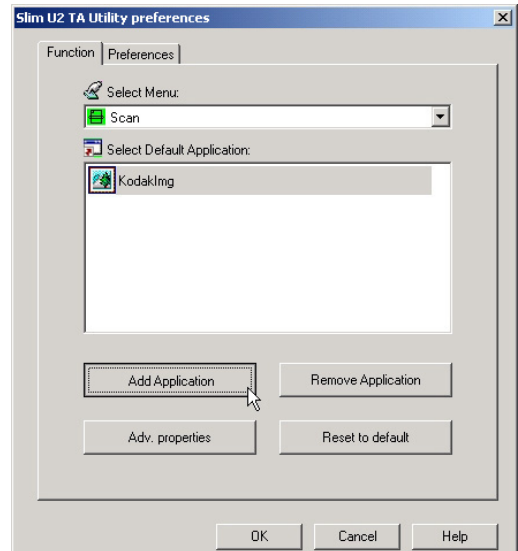 Slim U2 TA Utility preferences
Function Preferences
Select Menu:
Scan
Select Default Application:
KodakImg
Add Application Remove Application
Adv. properties Reset to default
OK Cancel Help